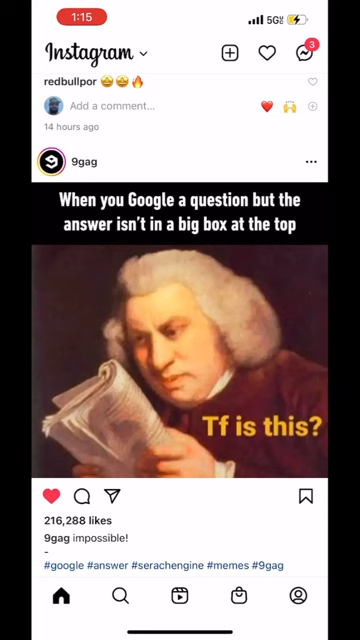 1:15
5G
Instagram
3
redbullpor 🤩🤩🔥
Add a comment...
❤️ 🙌
14 hours ago
9gag
When you Google a question but the
answer isn't in a big box at the top
Tf is this?
216,288 likes
9gag impossible!
-
#google #answer #serachengine #memes #9gag